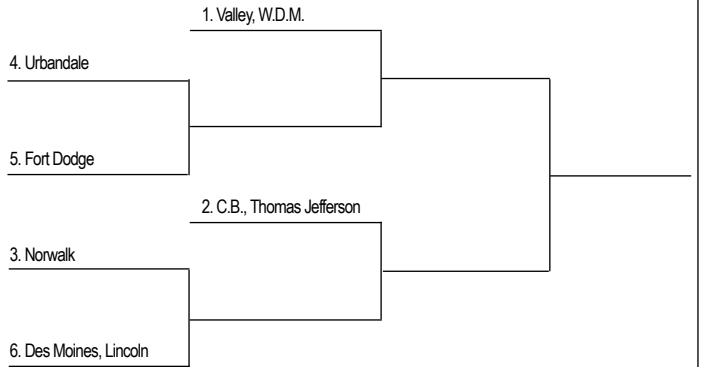 1. Valley, W.D.M.
4. Urbandale
5. Fort Dodge
2. C.B., Thomas Jefferson
3. Norwalk
6. Des Moines, Lincoln